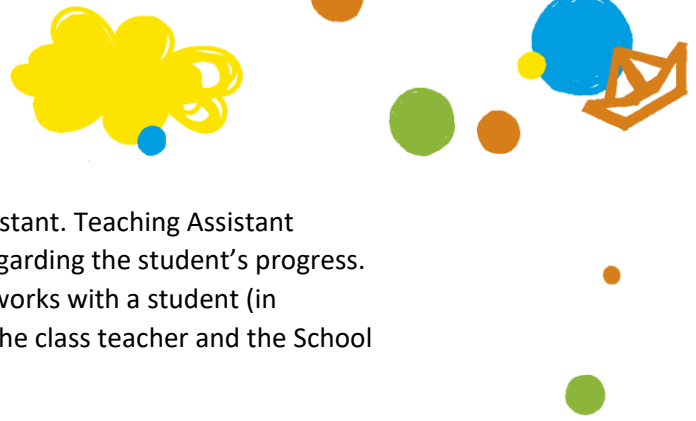 stant. Teaching Assistant
garding the student’s progress.
works with a student (in
he class teacher and the School